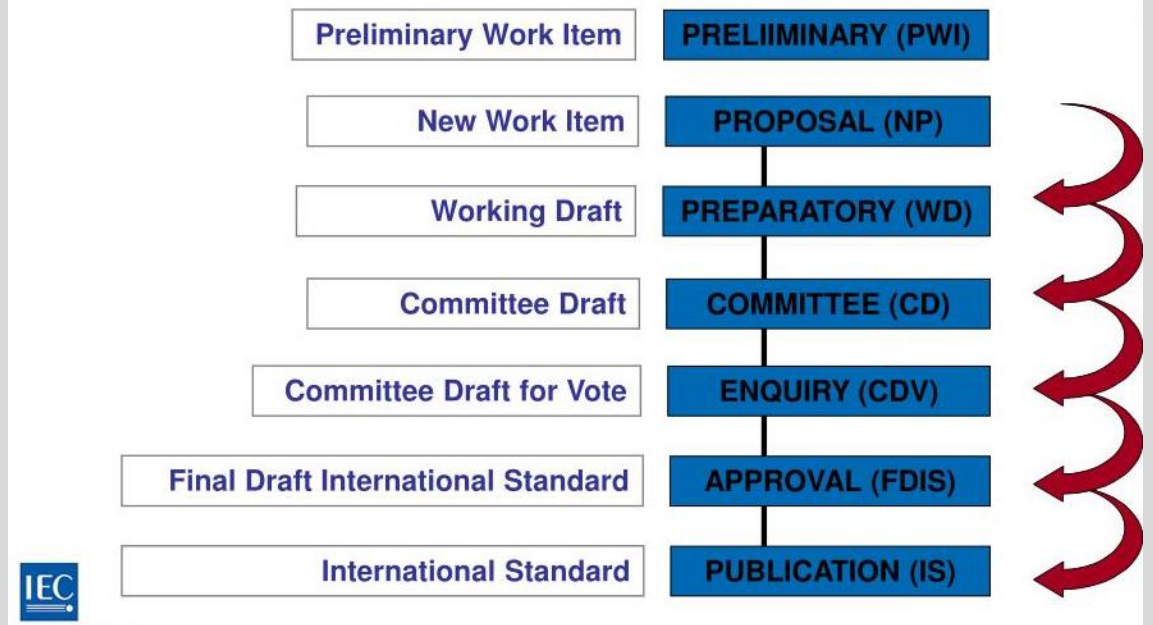 Preliminary Work Item PRELIIMINARY (PWI)
New Work Item PROPOSAL (NP)
Working Draft PREPARATORY (WD)
Committee Draft COMMITTEE (CD)
Committee Draft for Vote ENQUIRY (CDV)
Final Draft International Standard APPROVAL (FDIS)
International Standard PUBLICATION (IS)
IEC